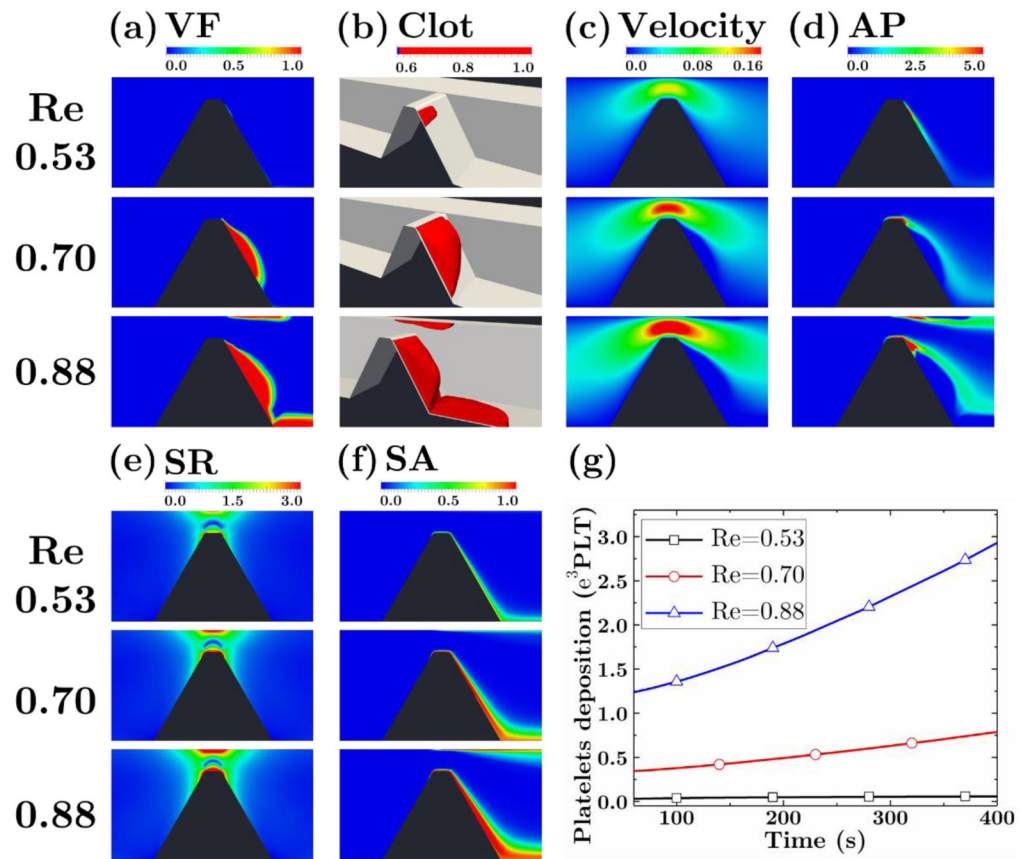 (a) VF
(b) Clot
(c) Velocity
(d) AP
0.0 0.5 1.0
0.6 0.8 1.0
0.0 0.08 0.16
0.0 2.5 5.0
Re
0.53
0.70
0.88
(e) SR
(f) SA
(g)
0.0 1.5 3.0
0.0 0.5 1.0
Re
0.53
0.70
0.88
Platelets deposition (e³PLT)
3.0
2.5
2.0
1.5
1.0
0.5
0.0
Re=0.53
Re=0.70
Re=0.88
100 200 300 400
Time (s)